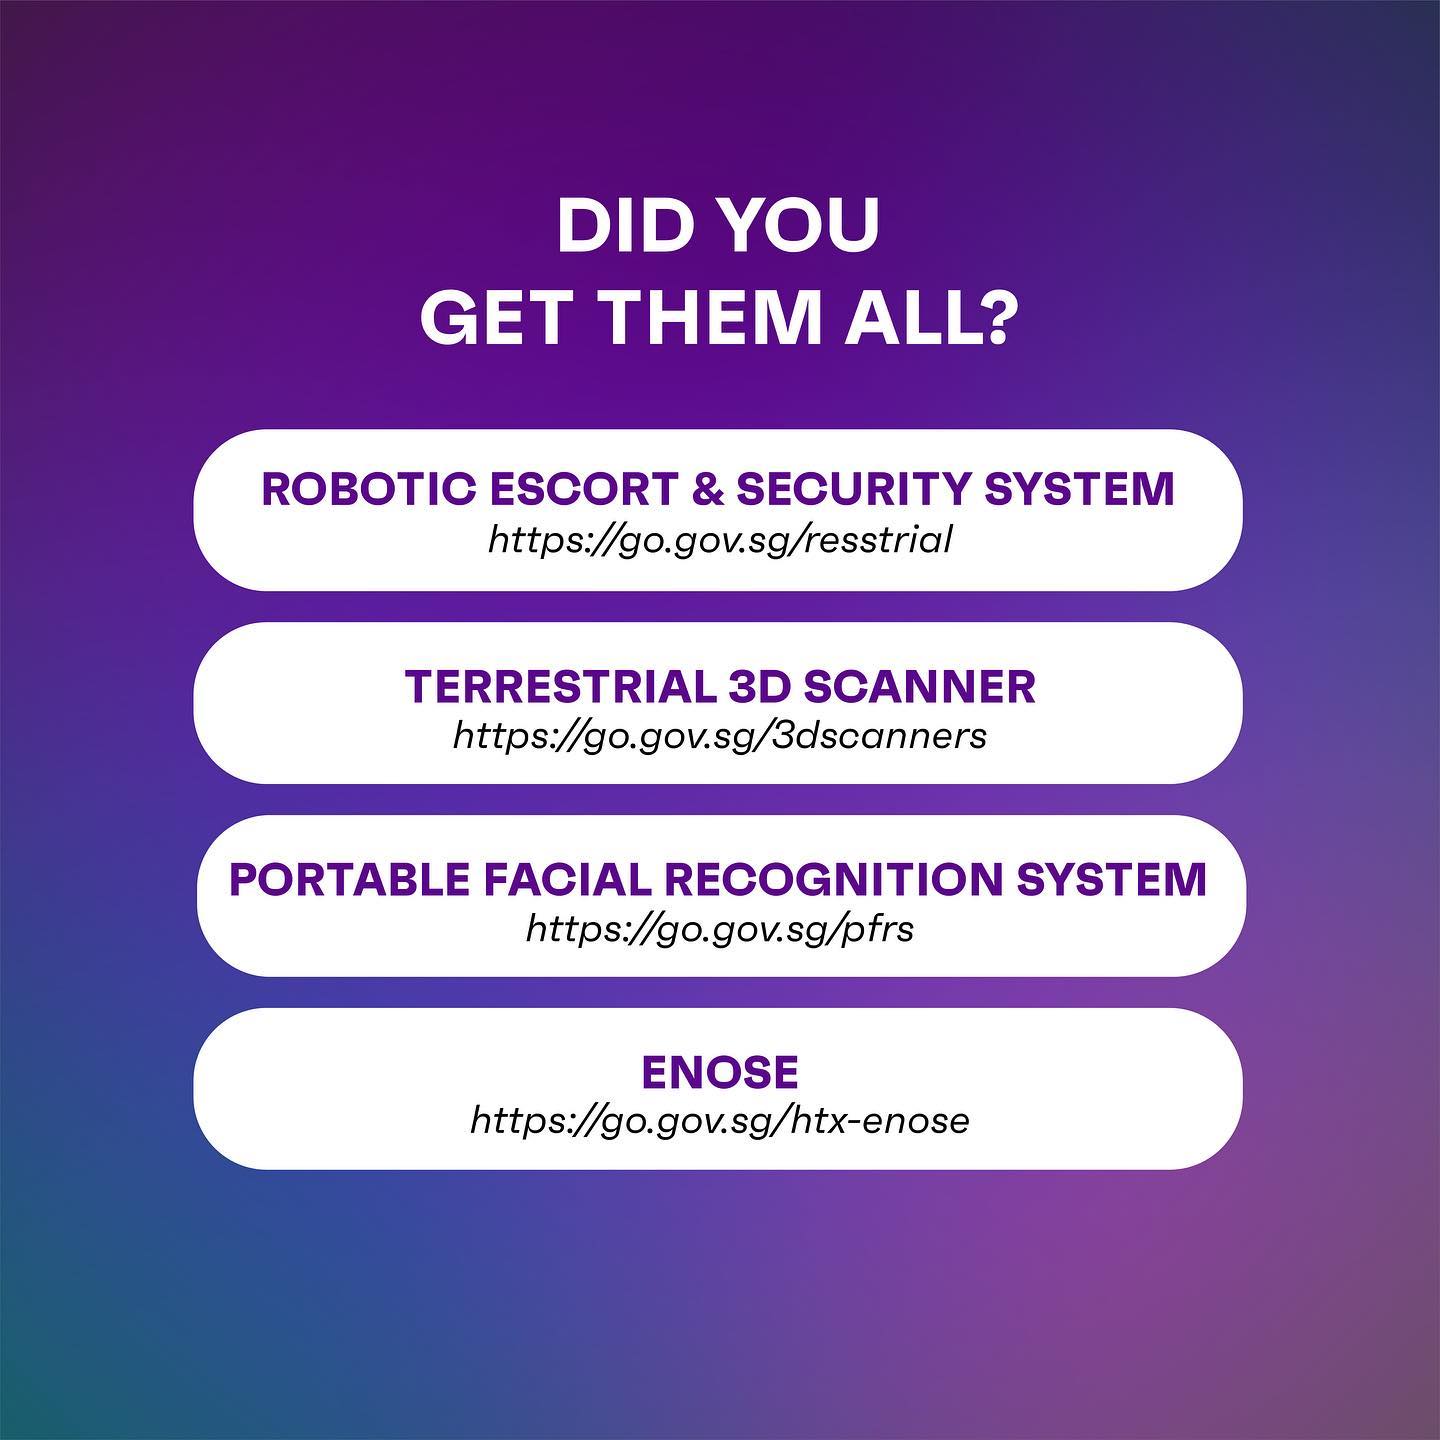 DID YOU
GET THEM ALL?
ROBOTIC ESCORT & SECURITY SYSTEM
https://go.gov.sg/resstrial
TERRESTRIAL 3D SCANNER
https://go.gov.sg/3dscanners
PORTABLE FACIAL RECOGNITION SYSTEM
https://go.gov.sg/pfrs
ENOSE
https://go.gov.sg/htx-enose